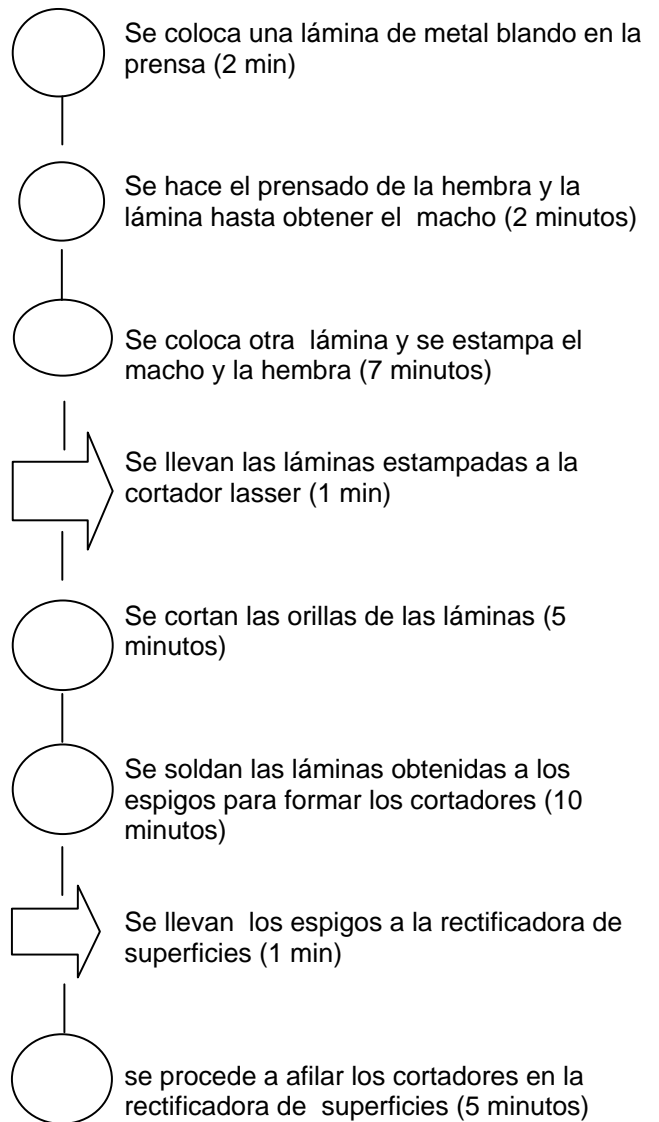 Se coloca una lámina de metal blando en la
prensa (2 min)
Se hace el prensado de la hembra y la
lámina hasta obtener el macho (2 minutos)
Se coloca otra lámina y se estampa el
macho y la hembra (7 minutos)
Se llevan las láminas estampadas a la
cortador lasser (1 min)
Se cortan las orillas de las láminas (5
minutos)
Se soldan las láminas obtenidas a los
espigos para formar los cortadores (10
minutos)
Se llevan los espigos a la rectificadora de
superficies (1 min)
se procede a afilar los cortadores en la
rectificadora de superficies (5 minutos)